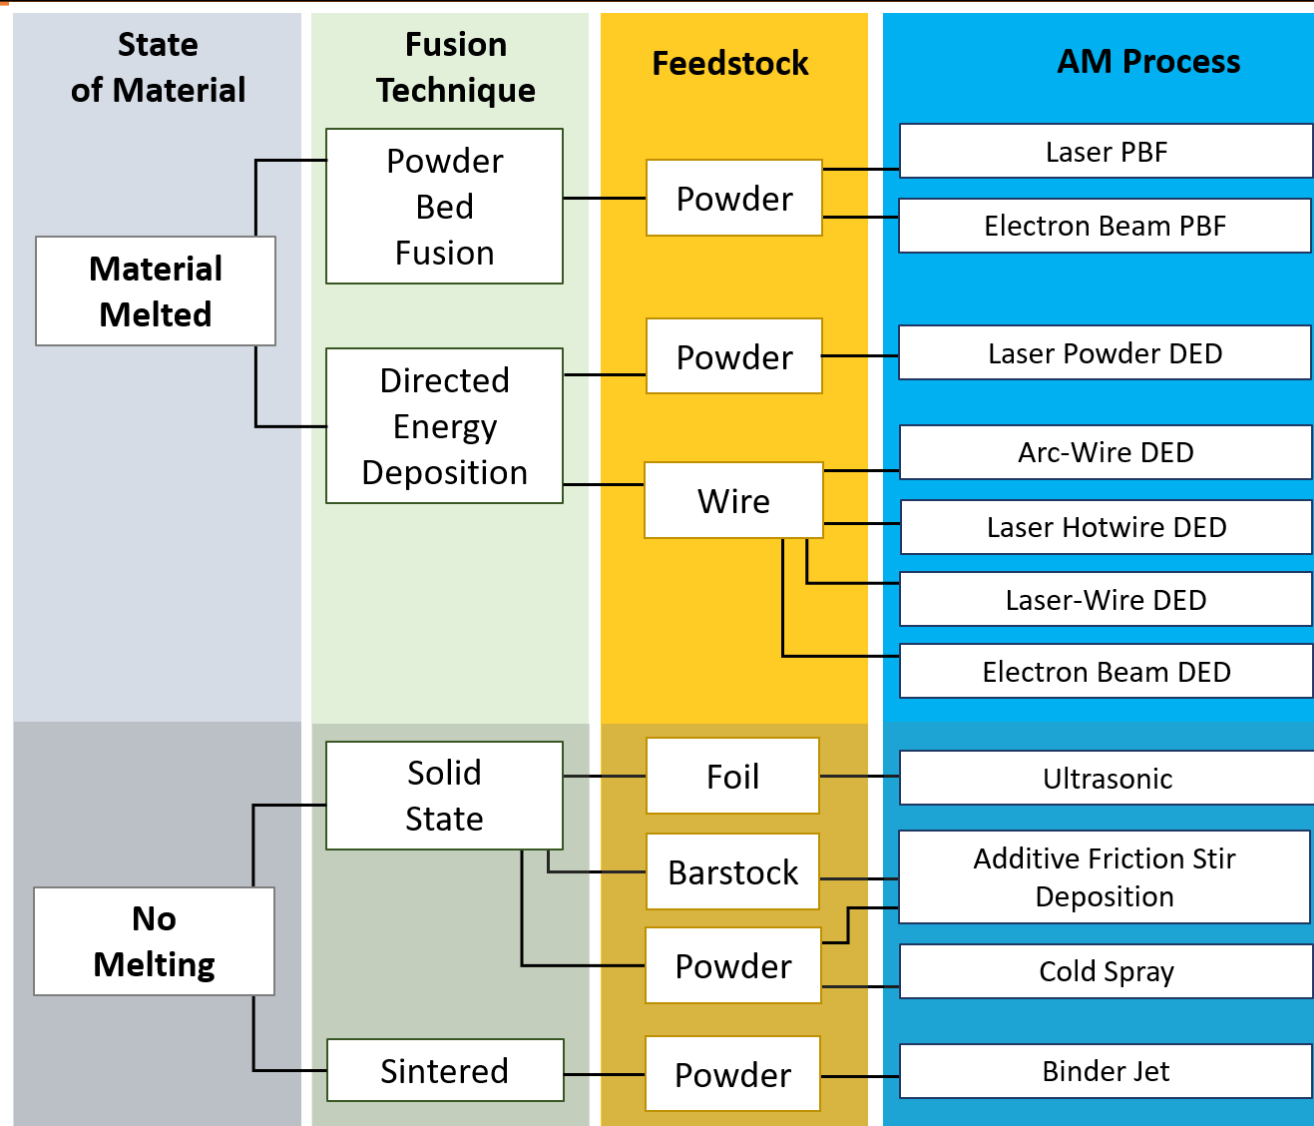 State
of Material
Fusion
Technique
Feedstock
AM Process
Material
Melted
Powder
Bed
Fusion
Powder
Laser PBF
Electron Beam PBF
Directed
Energy
Deposition
Powder
Laser Powder DED
Wire
Arc-Wire DED
Laser Hotwire DED
Laser-Wire DED
Electron Beam DED
No
Melting
Solid
State
Foil
Ultrasonic
Barstock
Additive Friction Stir
Deposition
Powder
Cold Spray
Sintered
Powder
Binder Jet